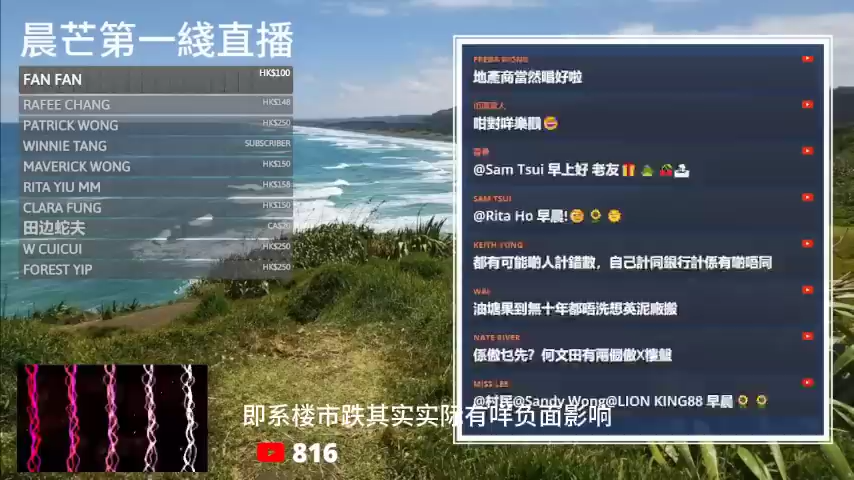 晨芒第一綫直播
FAN FAN HK$100
RAFEE CHANG HK$148
PATRICK WONG HK$250
WINNIE TANG SUBSCRIBER
MAVERICK WONG HK$150
RITA YIU MM HK$158
CLARA FUNG HK$150
田边蛇夫 CA$20
W CUICUI HK$250
FOREST YIP HK$250
地產商當然唱好啦
咁對咩樂觀
@Sam Tsui 早上好 老友
SAM TSUI
@Rita Ho 早晨!
KEITH FUNG
都有可能啲人計錯數，自己計同銀行計係有啲唔同
WAI
油塘果到無十年都唔洗想英泥廠搬
NATE RIVER
係傲乜先？何文田有兩個傲X樓盤
MISS LEE
@村民@Sandy Wong@LION KING88 早晨
即系楼市跌其实实际有咩负面影响
816